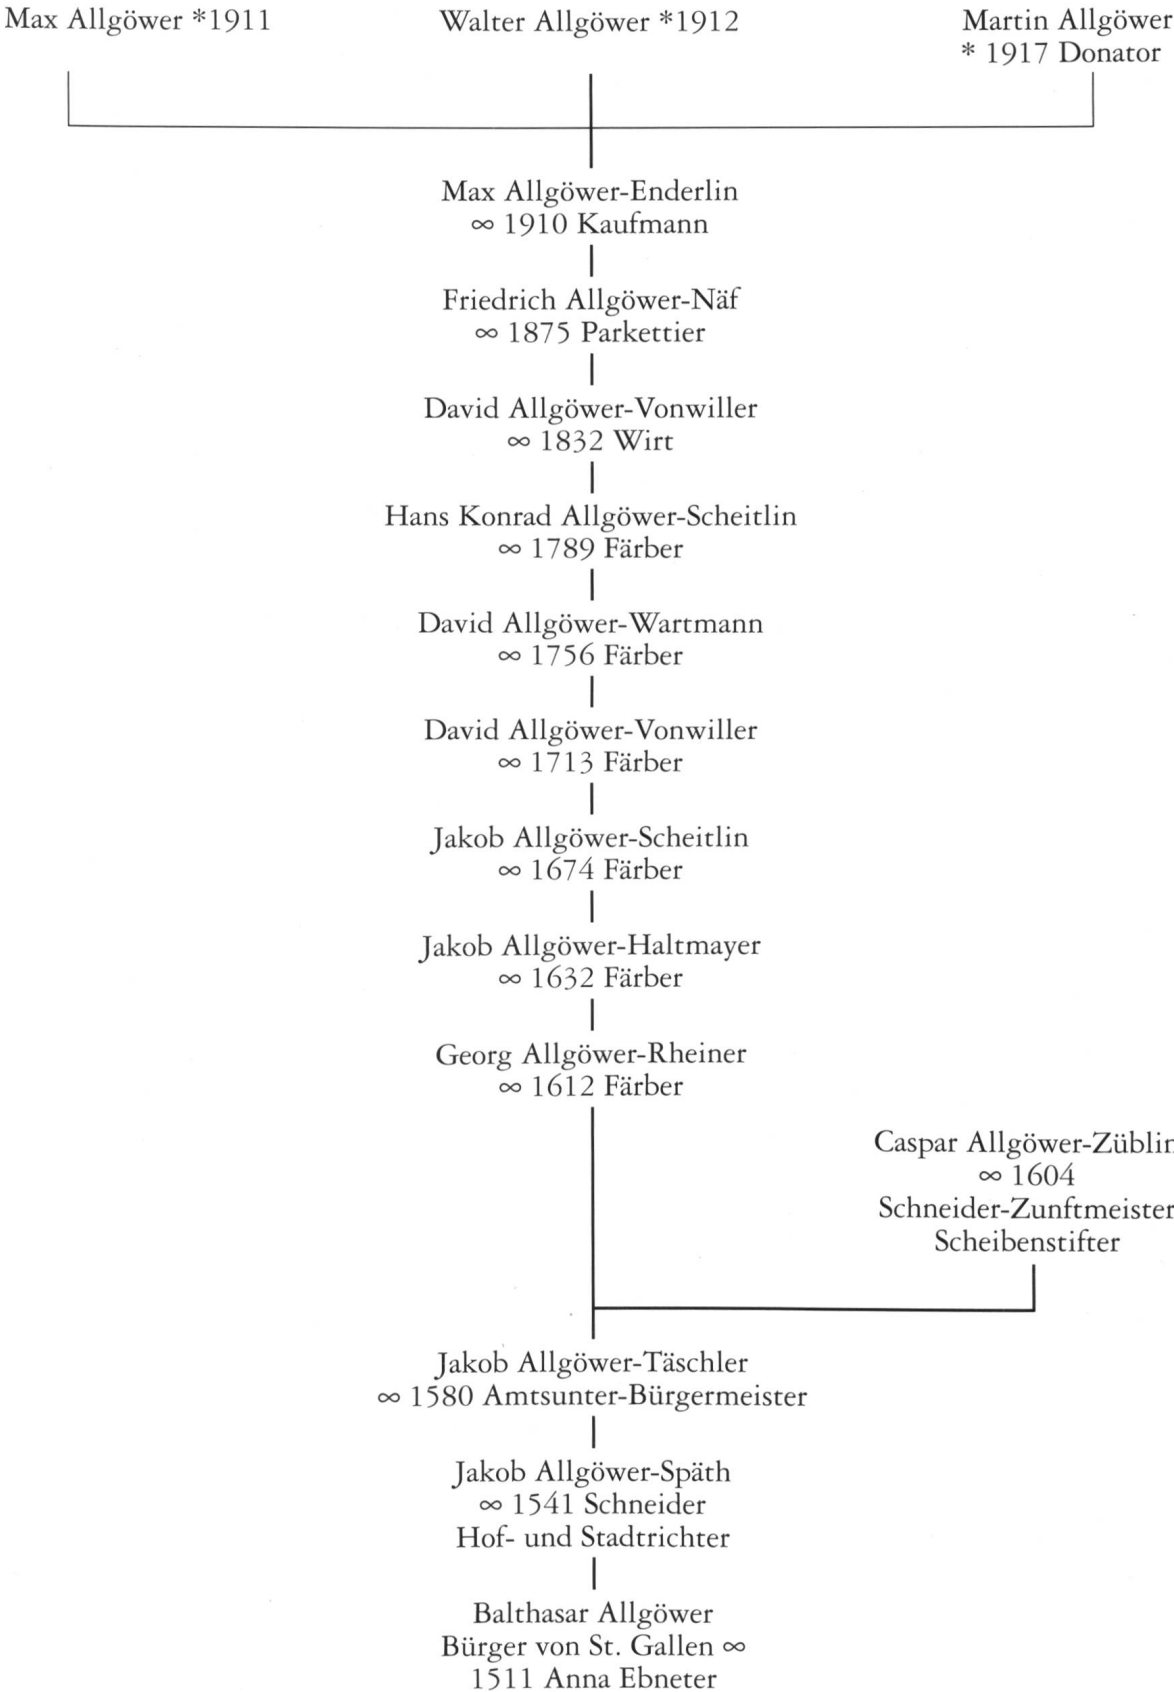 Max Allgöwer *1911
Walter Allgöwer *1912
Martin Allgöwer
* 1917 Donator
Max Allgöwer-Enderlin
∞ 1910 Kaufmann
Friedrich Allgöwer-Näf
∞ 1875 Parkettier
David Allgöwer-Vonwiller
∞ 1832 Wirt
Hans Konrad Allgöwer-Scheitlin
∞ 1789 Färber
David Allgöwer-Wartmann
∞ 1756 Färber
David Allgöwer-Vonwiller
∞ 1713 Färber
Jakob Allgöwer-Scheitlin
∞ 1674 Färber
Jakob Allgöwer-Haltmayer
∞ 1632 Färber
Georg Allgöwer-Rheiner
∞ 1612 Färber
Caspar Allgöwer-Züblin
∞ 1604
Schneider-Zunftmeister
Scheibenstifter
Jakob Allgöwer-Täschler
∞ 1580 Amtsunter-Bürgermeister
Jakob Allgöwer-Späth
∞ 1541 Schneider
Hof- und Stadtrichter
Balthasar Allgöwer
Bürger von St. Gallen ∞
1511 Anna Ebneter